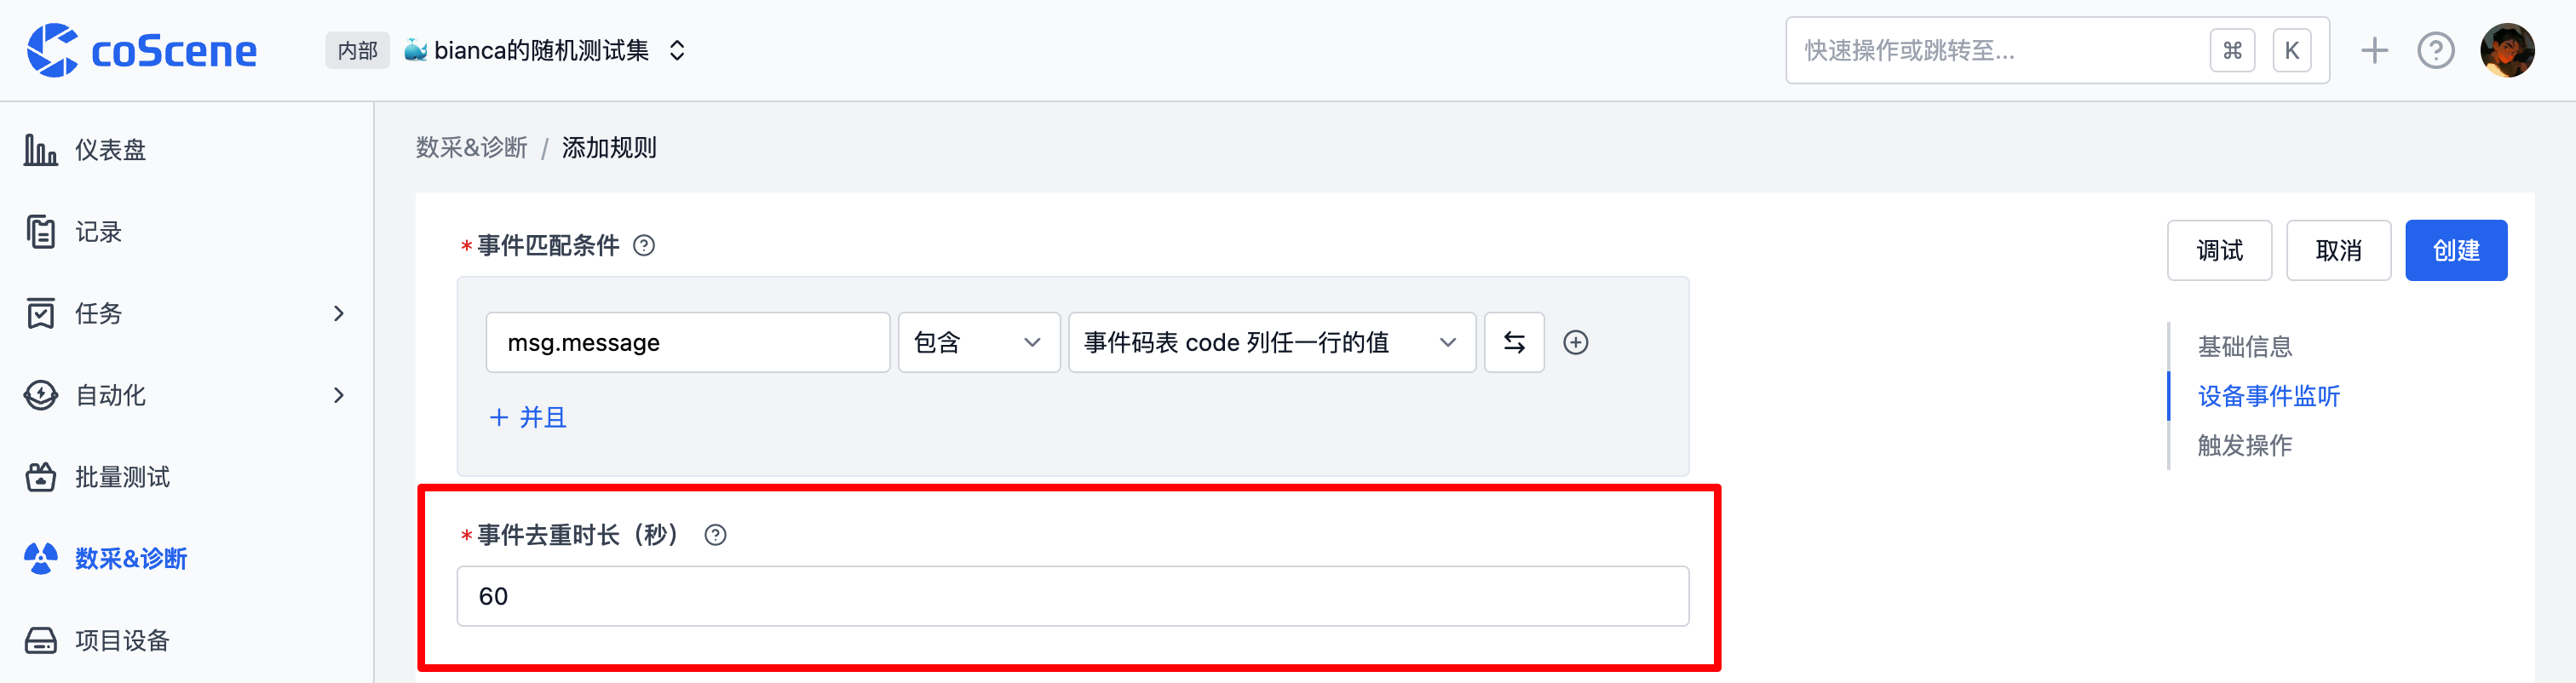 coScene
内部 bianca的随机测试集
快速操作或跳转至... ⌘ K
仪表盘
记录
任务
自动化
批量测试
数采&诊断
项目设备
数采&诊断 / 添加规则
*事件匹配条件
msg.message 包含 事件码表 code 列任一行的值
+ 并且
*事件去重时长（秒）
60
调试 取消 创建
基础信息
设备事件监听
触发操作